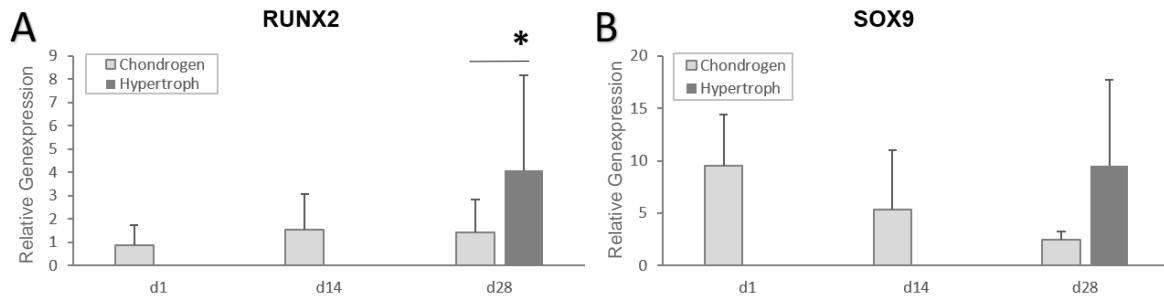 A
RUNX2
Relative Genexpression
9
8
7
6
5
4
3
2
1
0
Chondrogen
Hypertroph
*
d1
d14
d28
B
SOX9
Relative Genexpression
20
15
10
5
0
Chondrogen
Hypertroph
d1
d14
d28